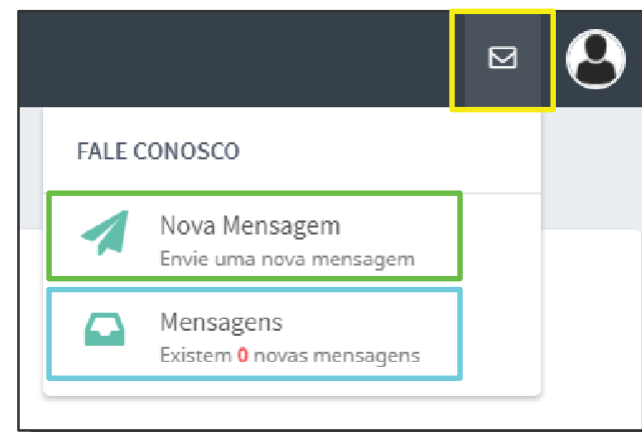 FALE CONOSCO
Nova Mensagem
Envie uma nova mensagem
Mensagens
Existem 0 novas mensagens